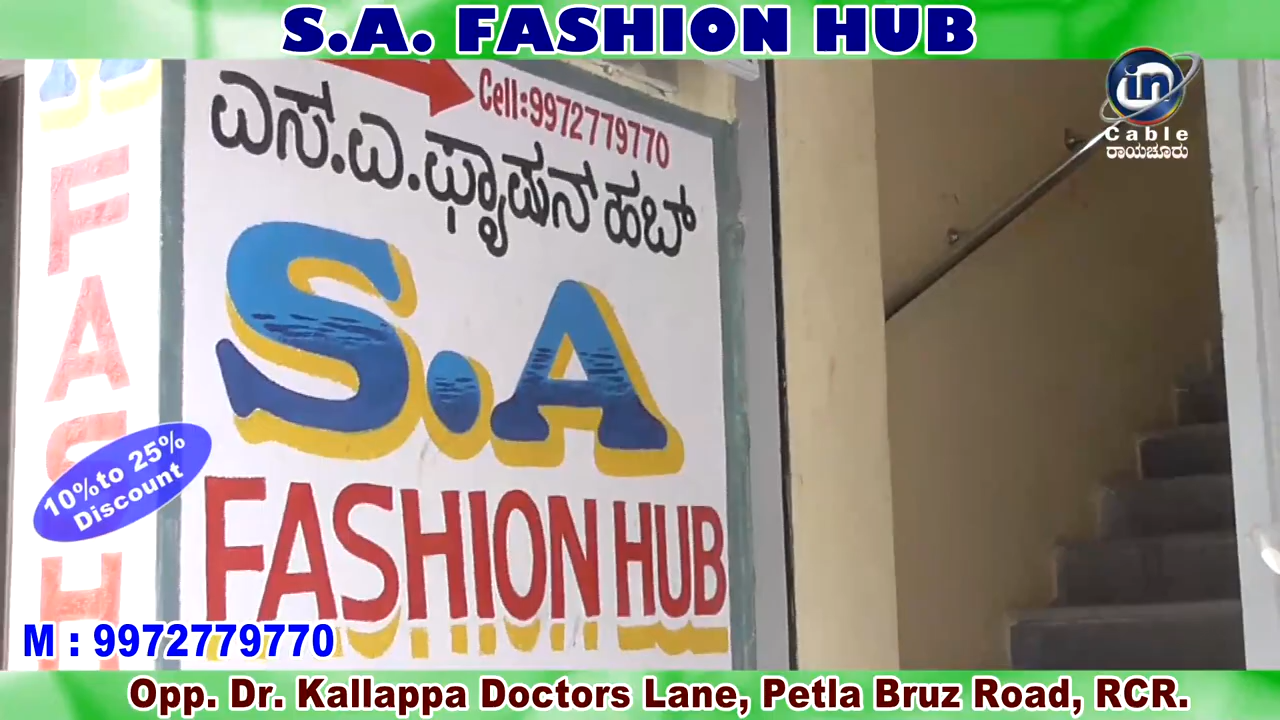 S.A. FASHION HUB
in
Cable
ರಾಯಚೂರು
Cell:9972779770
ಎಸ.ಎ.ಫ್ಯಾಷನ್ ಹಬ್
S.A
FASHION HUB
FASH
10%to 25%
Discount
M : 9972779770
Opp. Dr. Kallappa Doctors Lane, Petla Bruz Road, RCR.